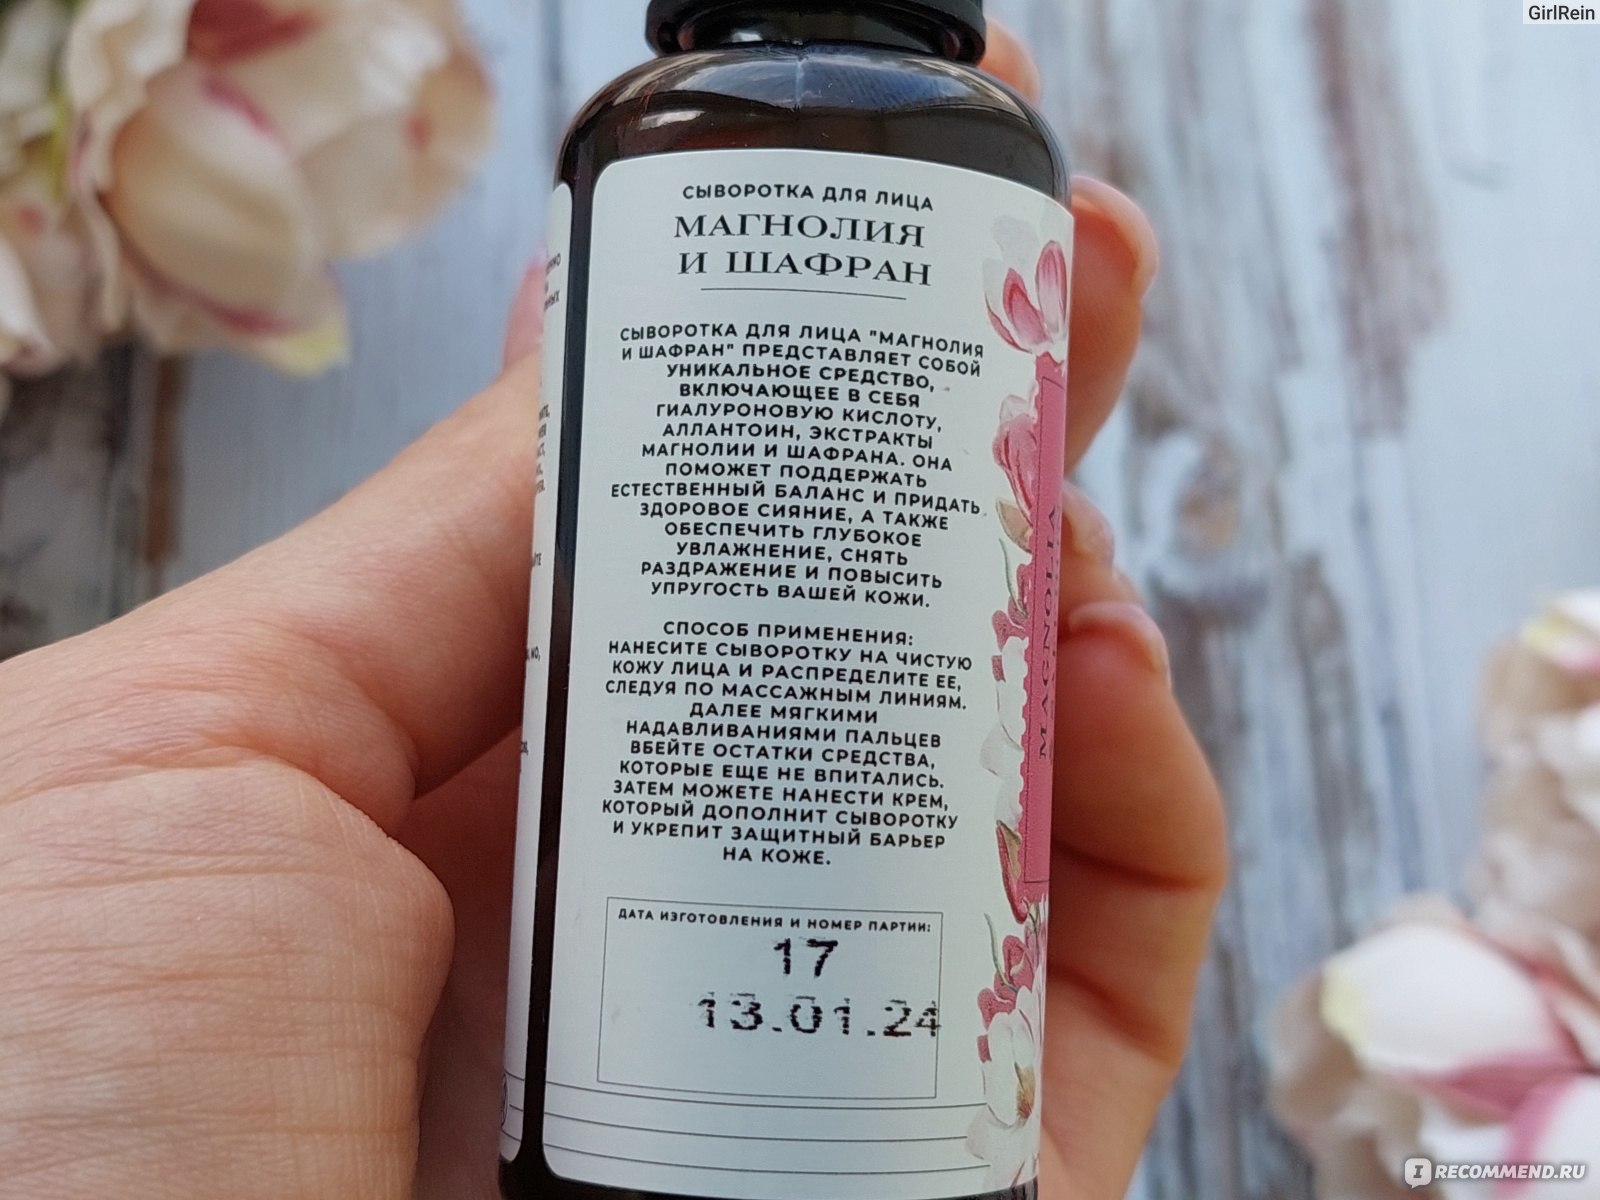 GirlRein
СЫВОРОТКА ДЛЯ ЛИЦА
МАГНОЛИЯ
И ШАФРАН
СЫВОРОТКА ДЛЯ ЛИЦА "МАГНОЛИЯ
И ШАФРАН" ПРЕДСТАВЛЯЕТ СОБОЙ
УНИКАЛЬНОЕ СРЕДСТВО,
ВКЛЮЧАЮЩЕЕ В СЕБЯ
ГИАЛУРОНОВУЮ КИСЛОТУ,
АЛЛАНТОИН, ЭКСТРАКТЫ
МАГНОЛИИ И ШАФРАНА. ОНА
ПОМОЖЕТ ПОДДЕРЖАТЬ
ЕСТЕСТВЕННЫЙ БАЛАНС И ПРИДАТЬ
ЗДОРОВОЕ СИЯНИЕ, А ТАКЖЕ
ОБЕСПЕЧИТЬ ГЛУБОКОЕ
УВЛАЖНЕНИЕ, СНЯТЬ
РАЗДРАЖЕНИЕ И ПОВЫСИТЬ
УПРУГОСТЬ ВАШЕЙ КОЖИ.
СПОСОБ ПРИМЕНЕНИЯ:
НАНЕСИТЕ СЫВОРОТКУ НА ЧИСТУЮ
КОЖУ ЛИЦА И РАСПРЕДЕЛИТЕ ЕЕ,
СЛЕДУЯ ПО МАССАЖНЫМ ЛИНИЯМ.
ДАЛЕЕ МЯГКИМИ
НАДАВЛИВАНИЯМИ ПАЛЬЦЕВ
ВБЕЙТЕ ОСТАТКИ СРЕДСТВА,
КОТОРЫЕ ЕЩЕ НЕ ВПИТАЛИСЬ.
ЗАТЕМ МОЖЕТЕ НАНЕСТИ КРЕМ,
КОТОРЫЙ ДОПОЛНИТ СЫВОРОТКУ
И УКРЕПИТ ЗАЩИТНЫЙ БАРЬЕР
НА КОЖЕ.
ДАТА ИЗГОТОВЛЕНИЯ И НОМЕР ПАРТИИ:
17
13.01.24
MAGNOLIA
IRECOMMEND.RU